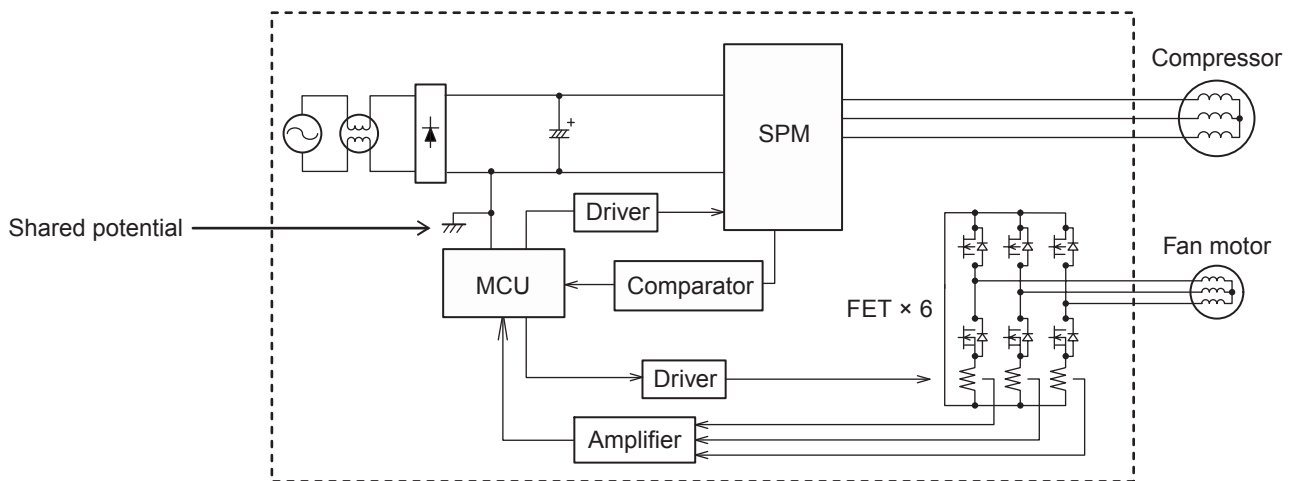 Compressor
SPM
Driver
Shared potential
Fan motor
MCU
Comparator
FET × 6
Driver
Amplifier
+